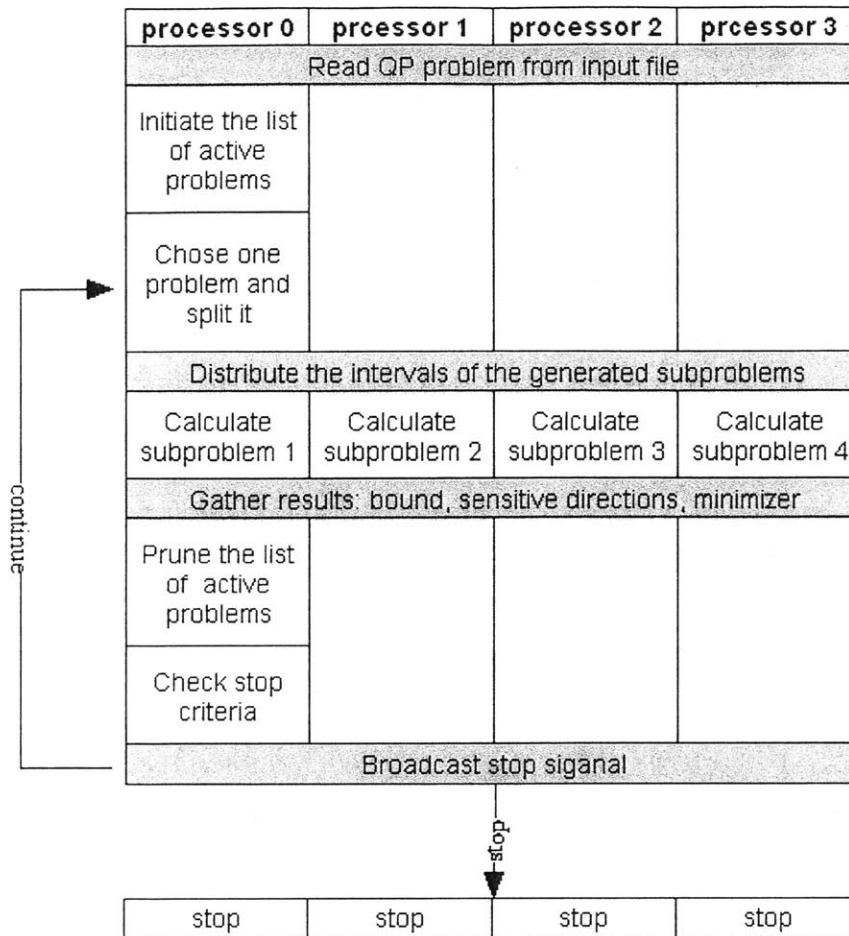 processor 0 prcessor 1 processor 2 prcessor 3
Read QP problem from input file
Initiate the list
of active
problems
Chose one
problem and
split it
Distribute the intervals of the generated subproblems
Calculate
subproblem 1
Calculate
subproblem 2
Calculate
subproblem 3
Calculate
subproblem 4
Gather results: bound, sensitive directions, minimizer
continue
Prune the list
of active
problems
Check stop
criteria
Broadcast stop siganal
stop
stop stop stop stop